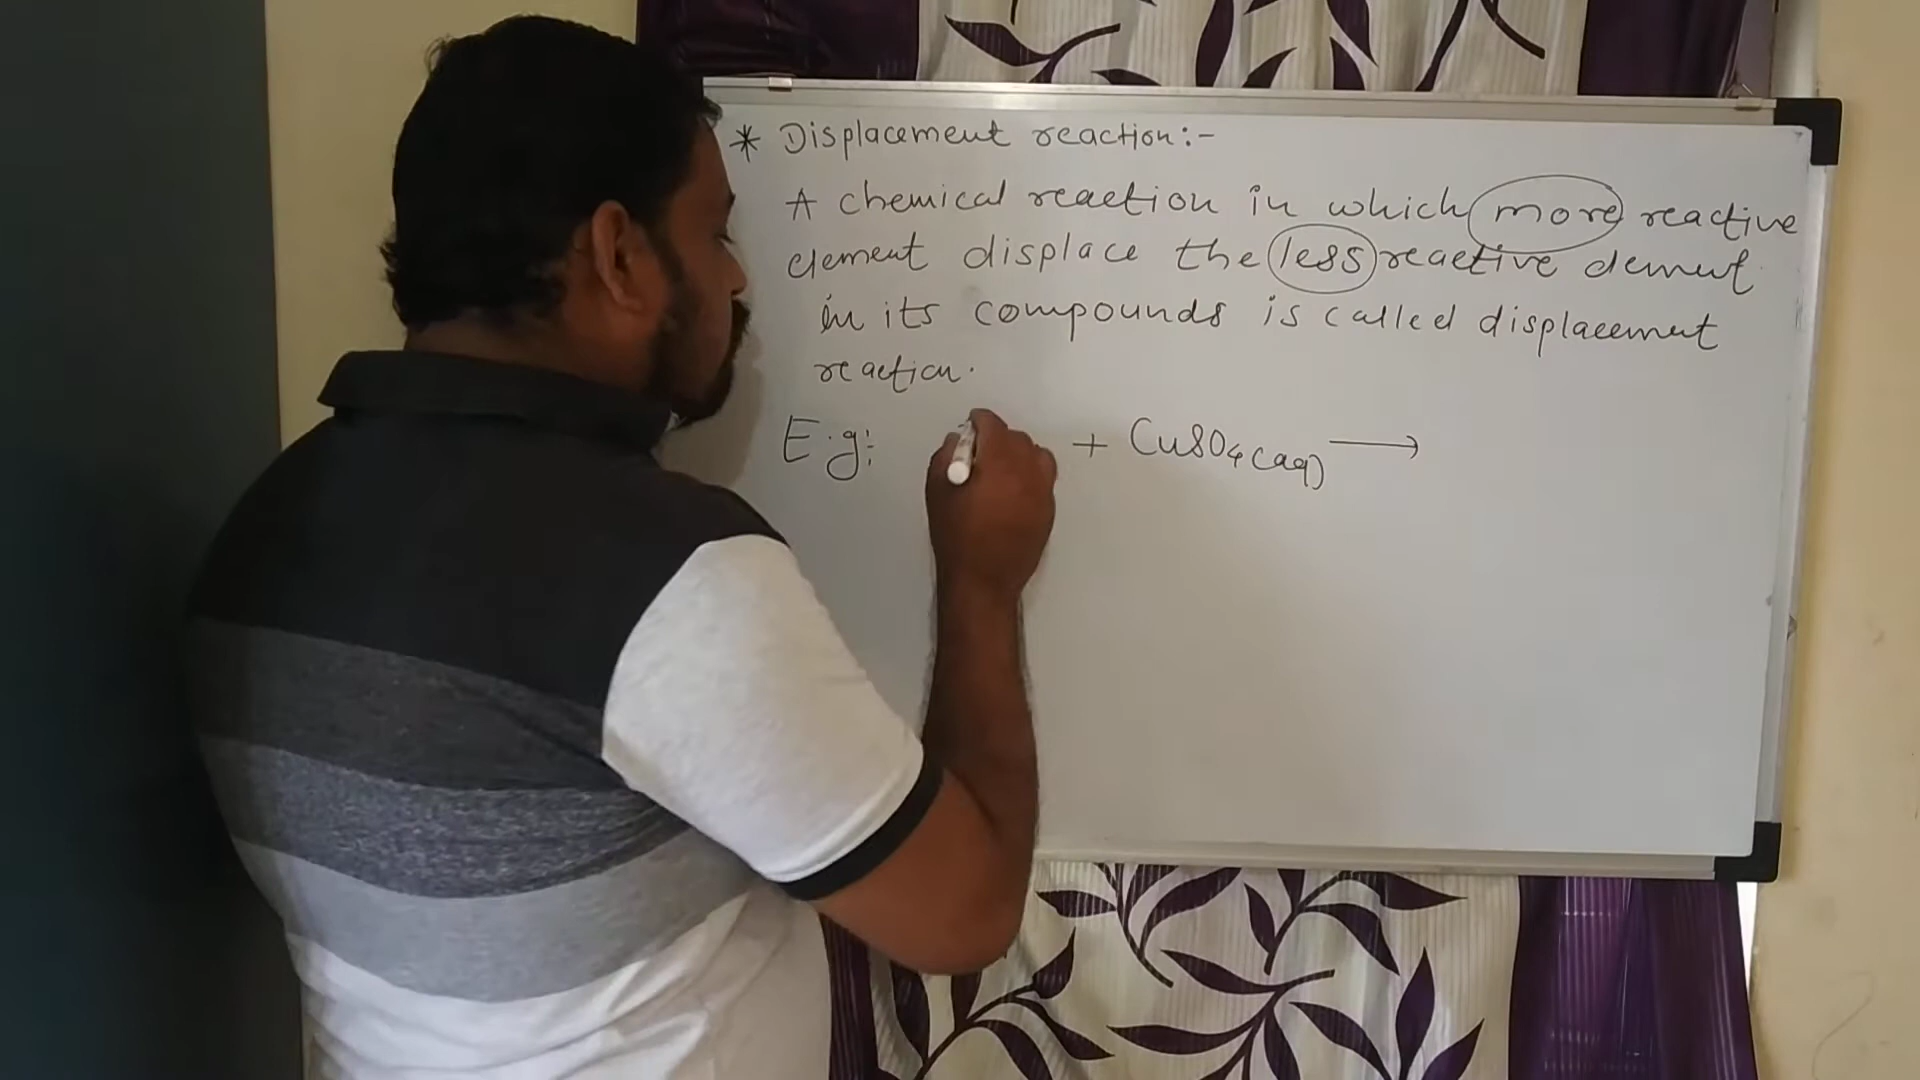 * Displacement reaction:-
A chemical reaction in which more reactive
element displace the less reactive element
in its compounds is called displacement
reaction.
E.g:  + CuSO₄(aq) ⟶